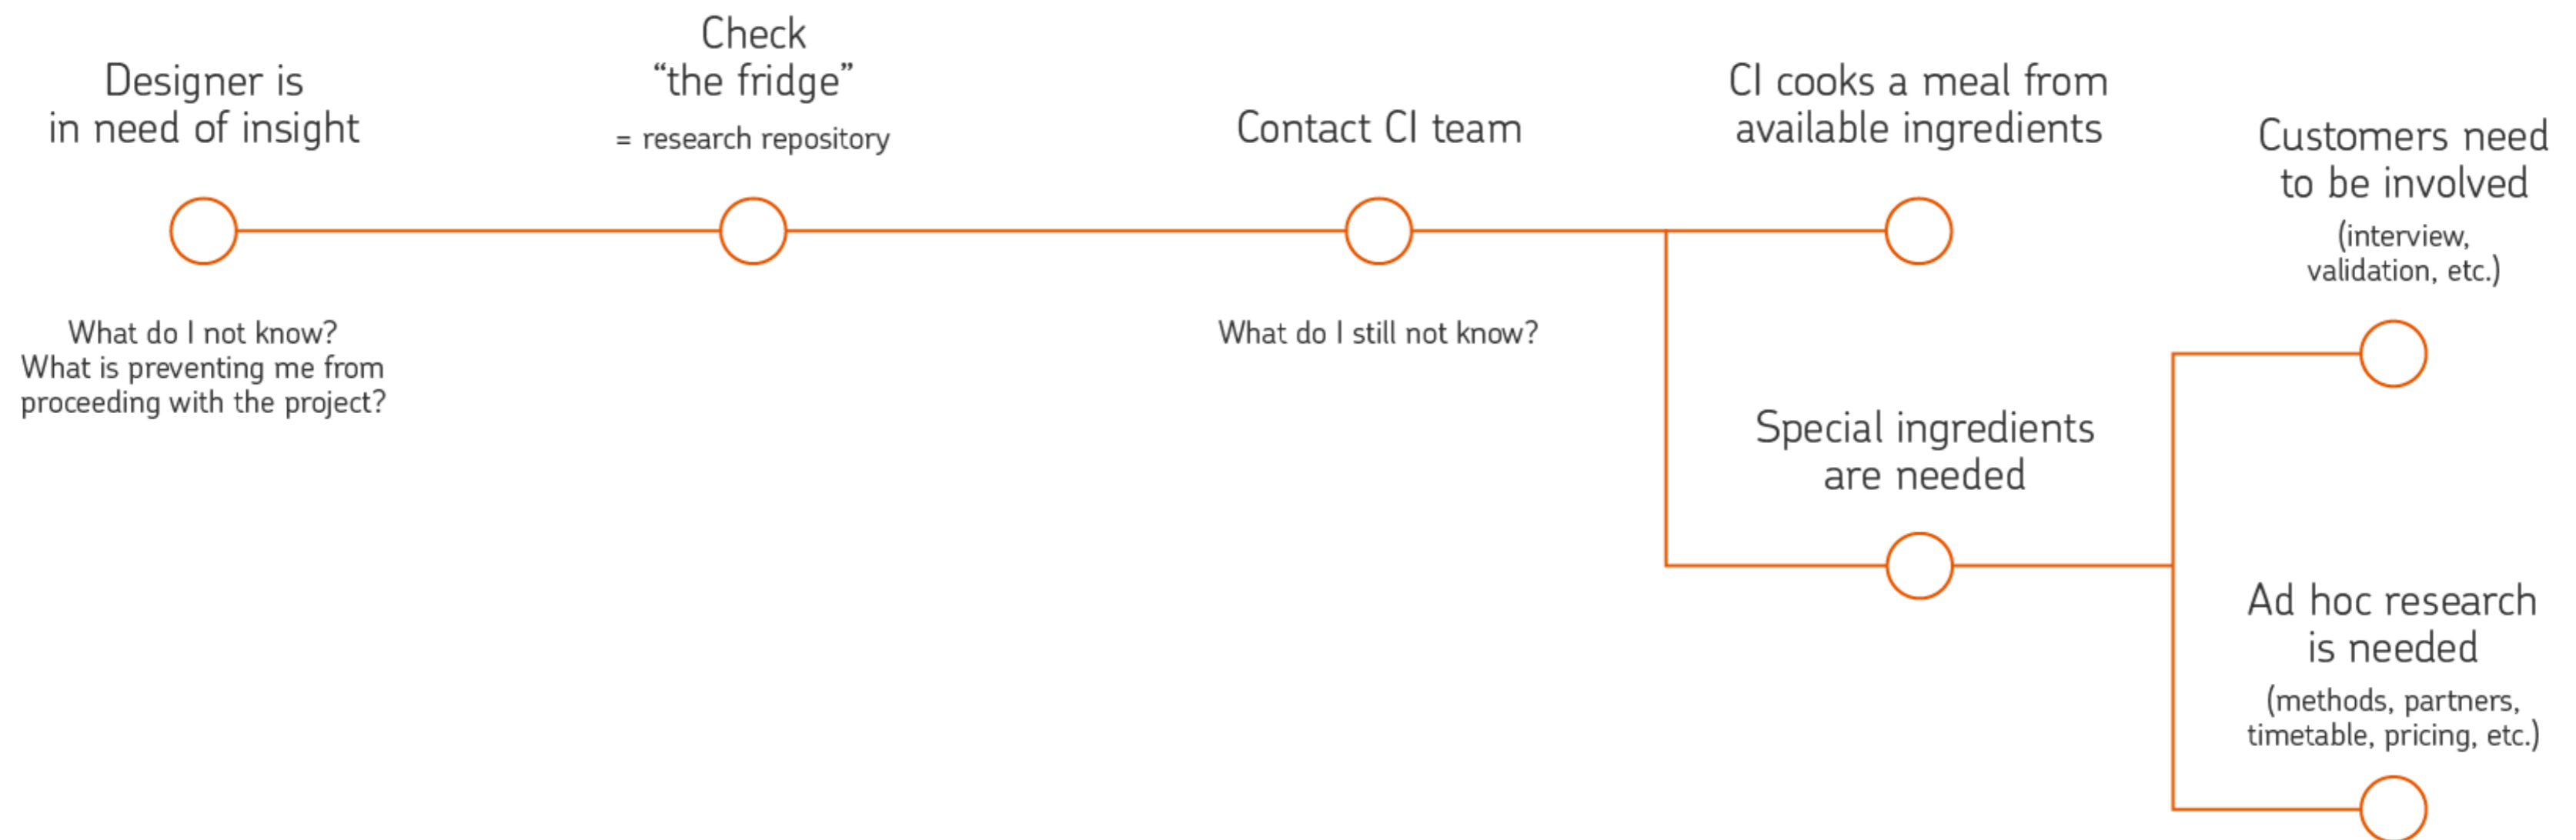 Designer is
in need of insight
What do I not know?
What is preventing me from
proceeding with the project?
Check
“the fridge”
= research repository
Contact CI team
What do I still not know?
CI cooks a meal from
available ingredients
Special ingredients
are needed
Customers need
to be involved
(interview,
validation, etc.)
Ad hoc research
is needed
(methods, partners,
timetable, pricing, etc.)